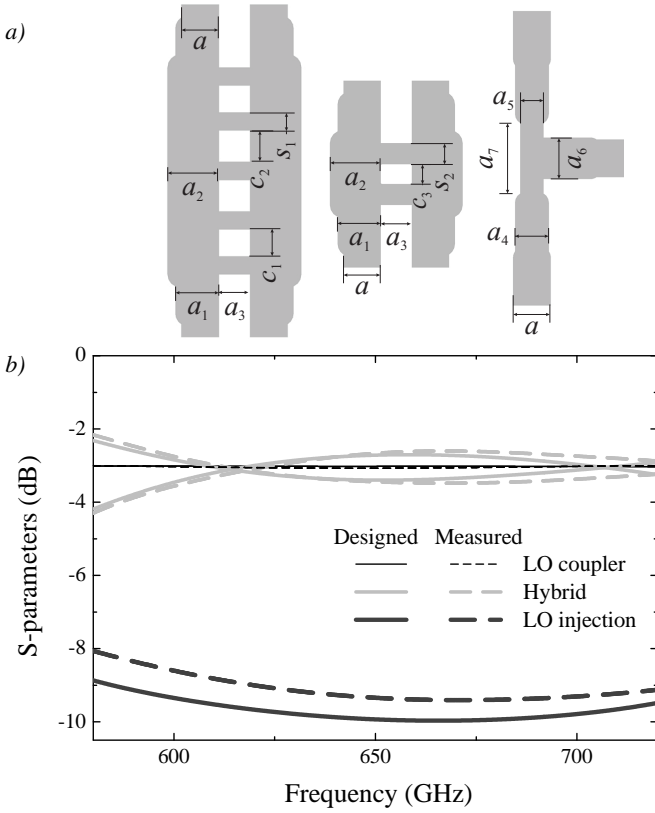 a)
a
a₂
a₁
a₃
c₂
s₁
c₁
a₂
a₁
a₃
a
c₃
s₂
a₅
a₇
a₆
a₄
a
b)
0
-2
-4
-6
-8
-10
S-parameters (dB)
Designed Measured
LO coupler
Hybrid
LO injection
600 650 700
Frequency (GHz)